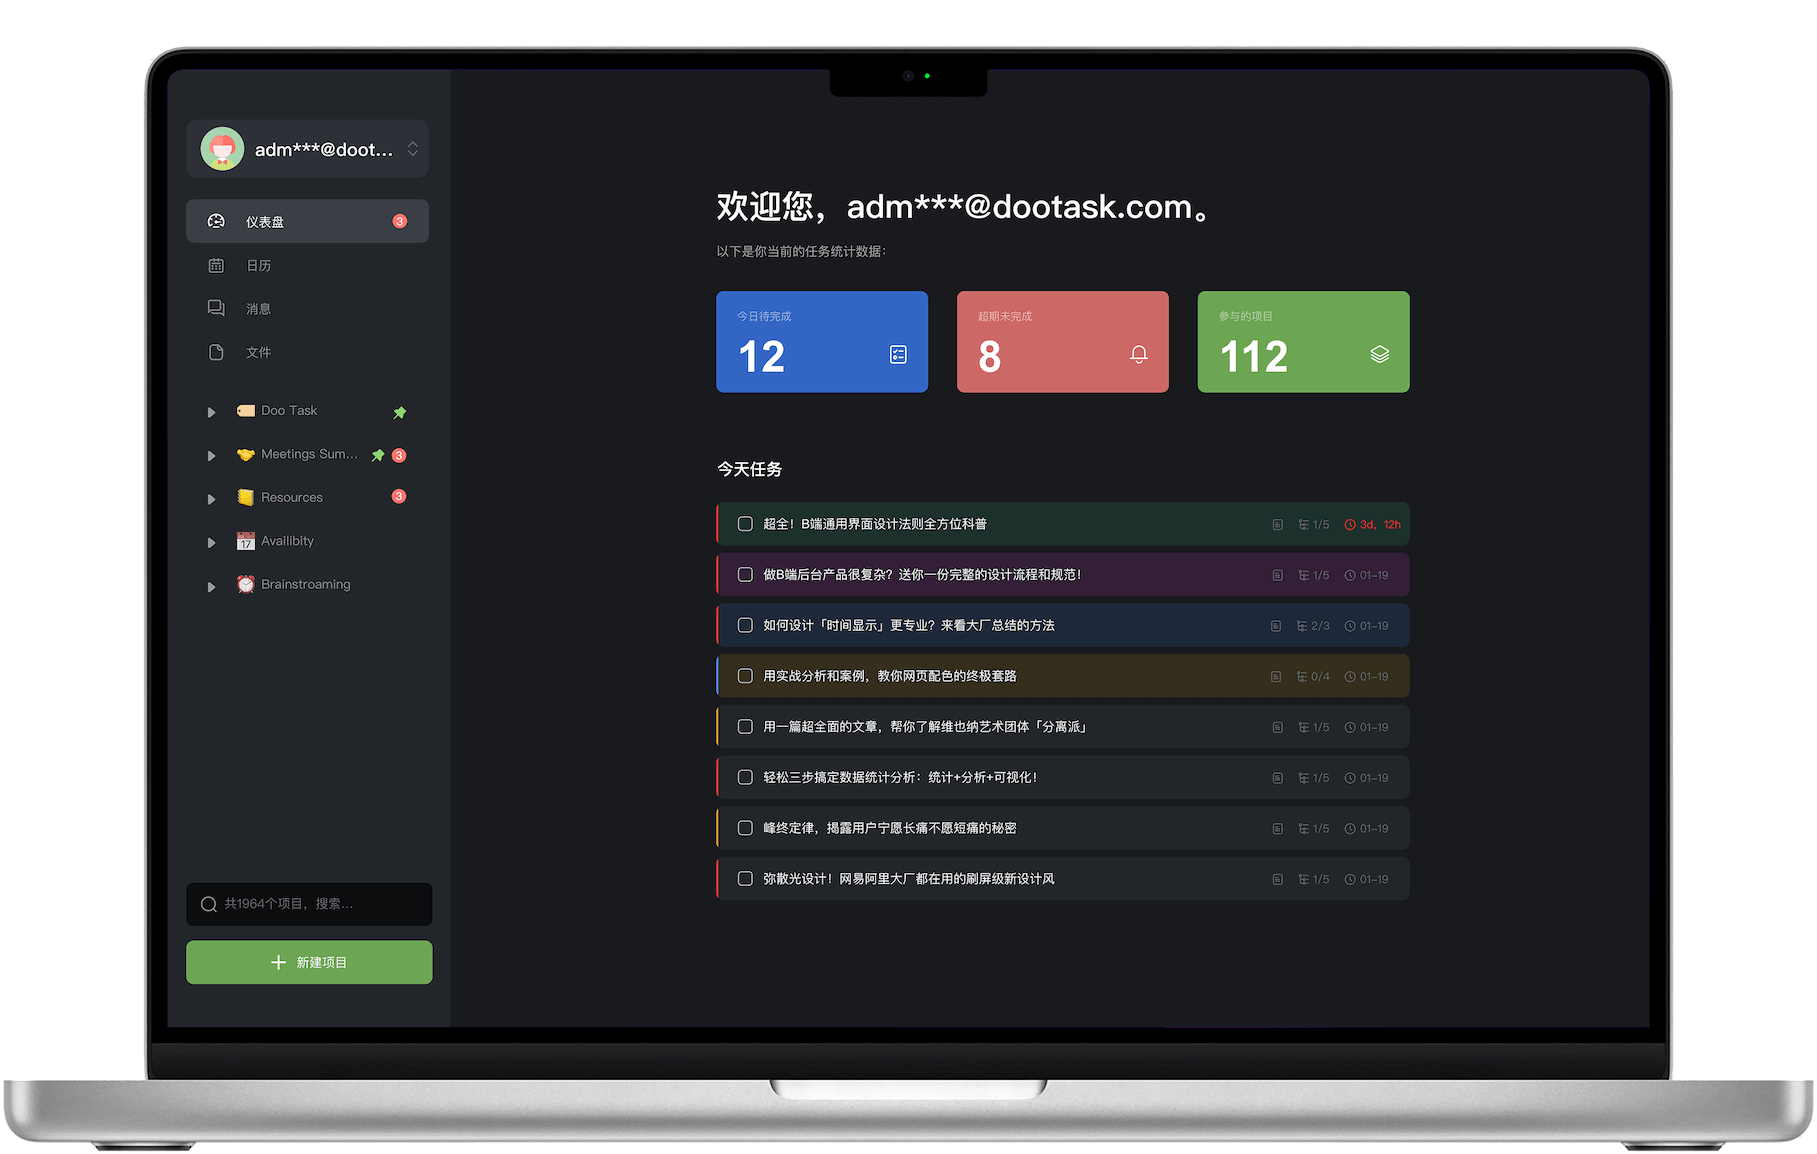 adm***@doot...
仪表盘 3
日历
消息
文件
Doo Task
Meetings Sum... 3
Resources 3
17 Availibity
Brainstroaming
共1964个项目，搜索...
新建项目
欢迎您，adm***@dootask.com。
以下是你当前的任务统计数据：
今日待完成
12
超期未完成
8
参与的项目
112
今天任务
超全！B端通用界面设计法则全方位科普 1/5 3d，12h
做B端后台产品很复杂？送你一份完整的设计流程和规范！ 1/5 01-19
如何设计「时间显示」更专业？来看大厂总结的方法 2/3 01-19
用实战分析和案例，教你网页配色的终极套路 0/4 01-19
用一篇超全面的文章，帮你了解维也纳艺术团体「分离派」 1/5 01-19
轻松三步搞定数据统计分析：统计+分析+可视化！ 1/5 01-19
峰终定律，揭露用户宁愿长痛不愿短痛的秘密 1/5 01-19
弥散光设计！网易阿里大厂都在用的刷屏级新设计风 1/5 01-19